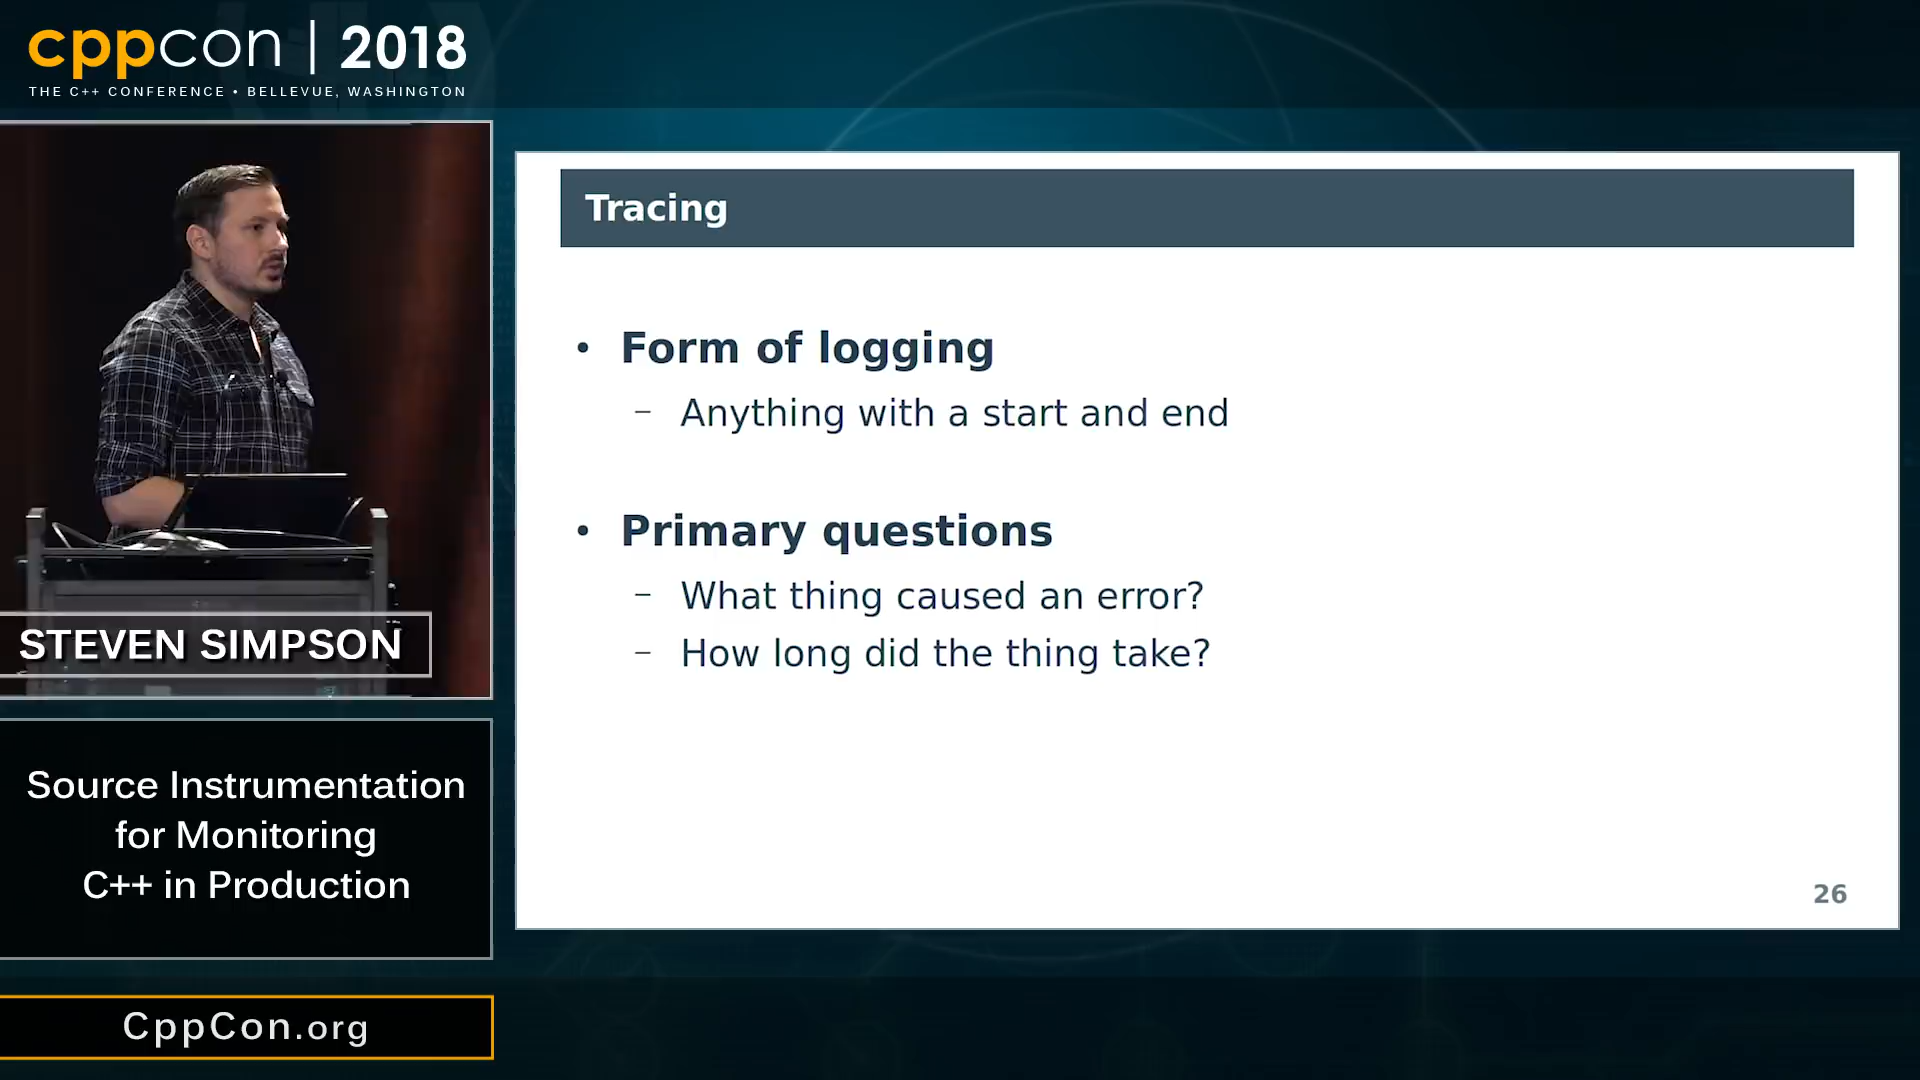 cppcon | 2018
THE C++ CONFERENCE • BELLEVUE, WASHINGTON
STEVEN SIMPSON
Source Instrumentation
for Monitoring
C++ in Production
CppCon.org
Tracing
• Form of logging
– Anything with a start and end
• Primary questions
– What thing caused an error?
– How long did the thing take?
26